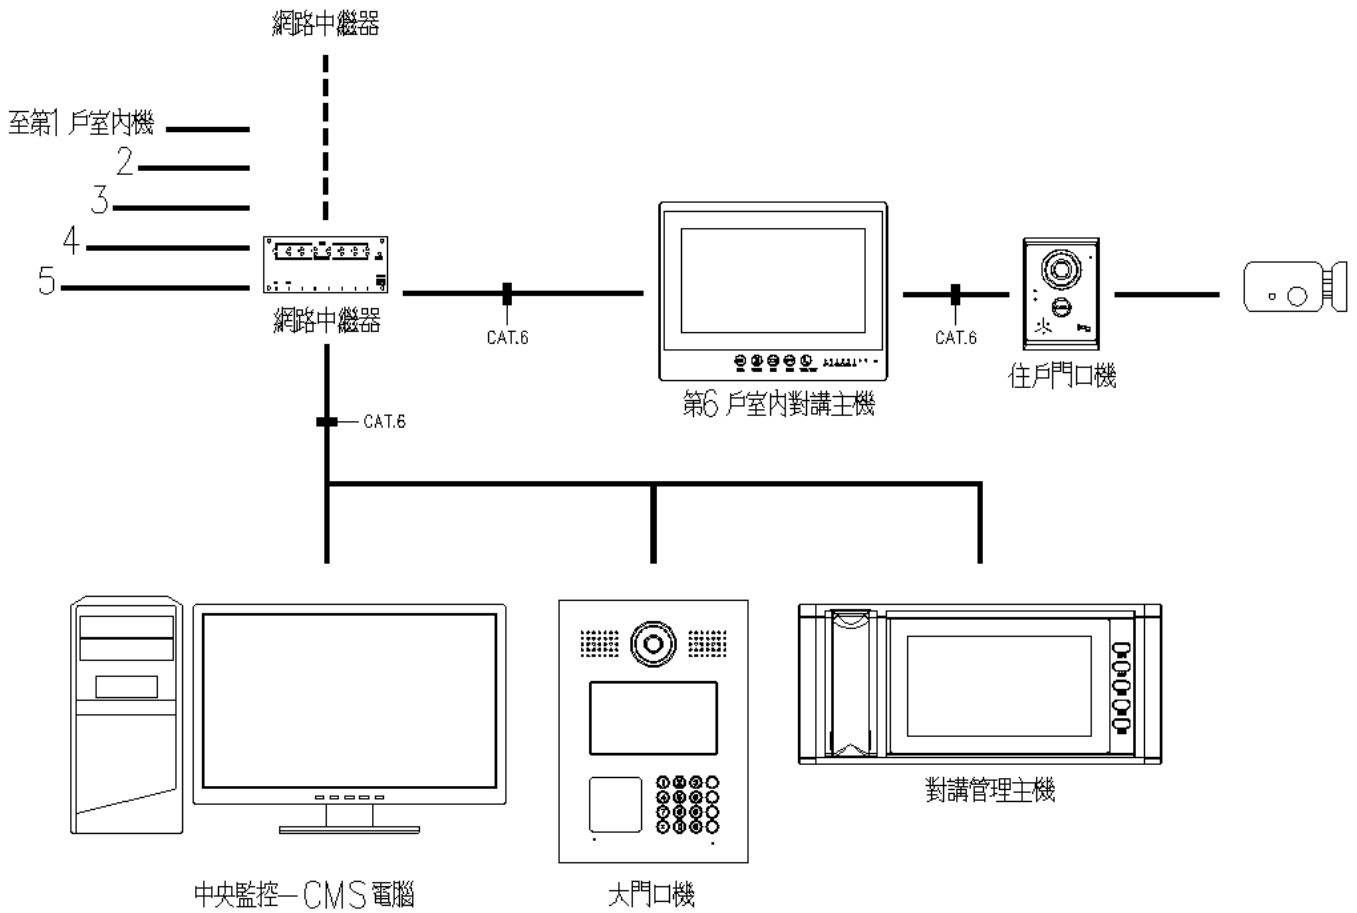 網路中繼器
至第1 戶室內機
2
3
4
5
網路中繼器
CAT.6
CAT.6
第6 戶室內對講主機
住戶門口機
CAT.6
對講管理主機
中央監控—CMS電腦
大門口機